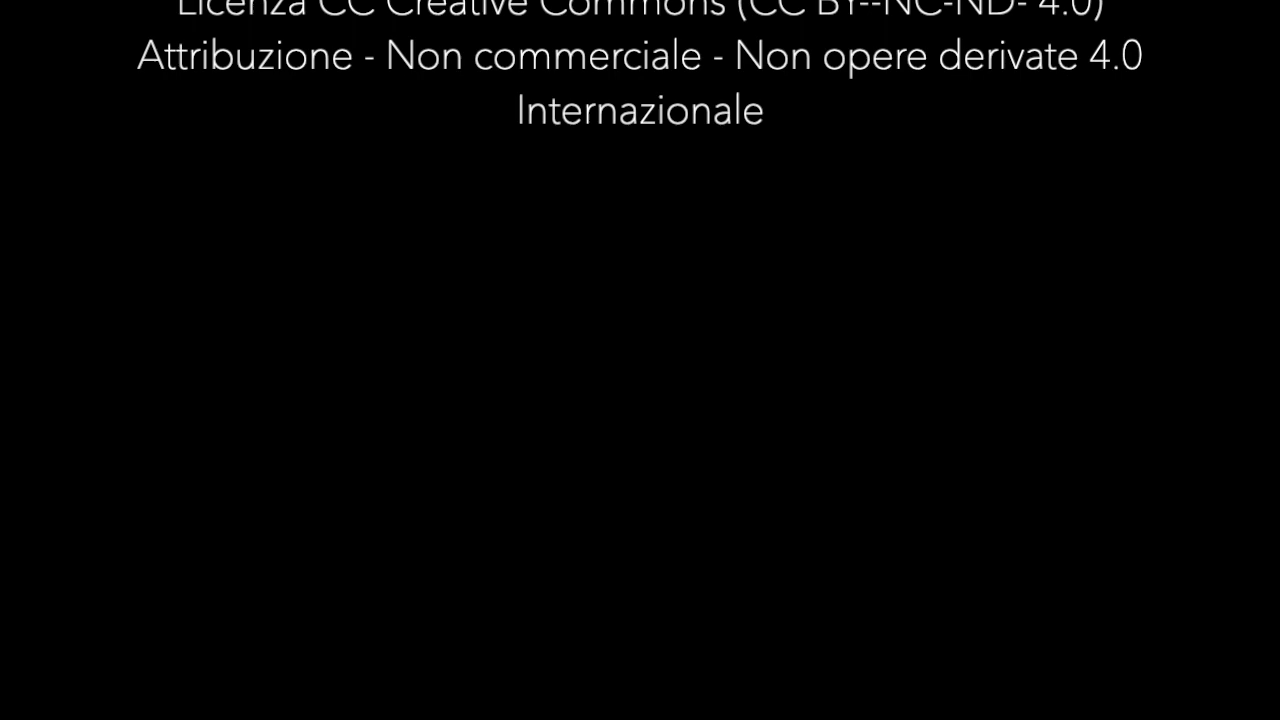 Licenza CC Creative Commons (CC BY--NC-ND- 4.0)
Attribuzione - Non commerciale - Non opere derivate 4.0
Internazionale